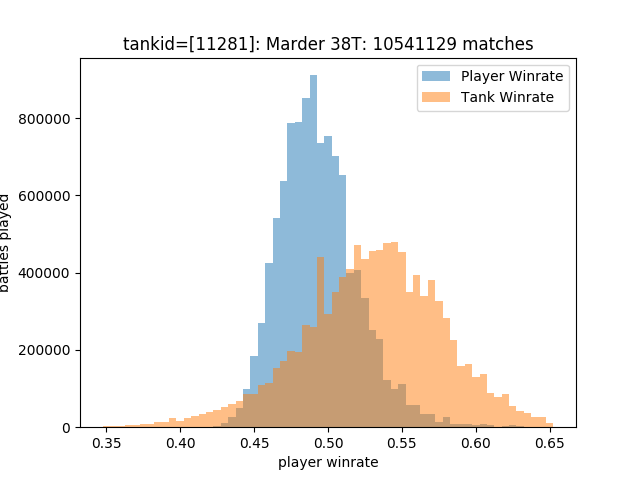 tankid=[11281]: Marder 38T: 10541129 matches
Player Winrate
Tank Winrate
battles played
800000
600000
400000
200000
0
0.35 0.40 0.45 0.50 0.55 0.60 0.65
player winrate